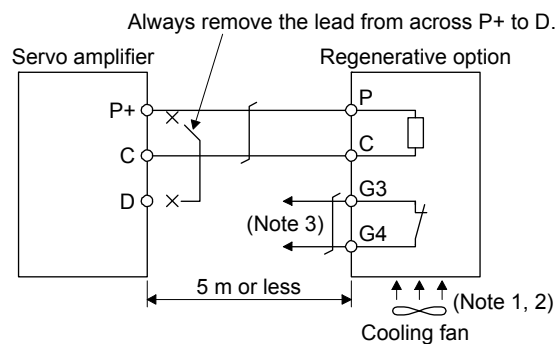 Always remove the lead from across P+ to D.
Servo amplifier
Regenerative option
P+
P
C
C
D
G3
(Note 3)
G4
5 m or less
(Note 1, 2)
Cooling fan